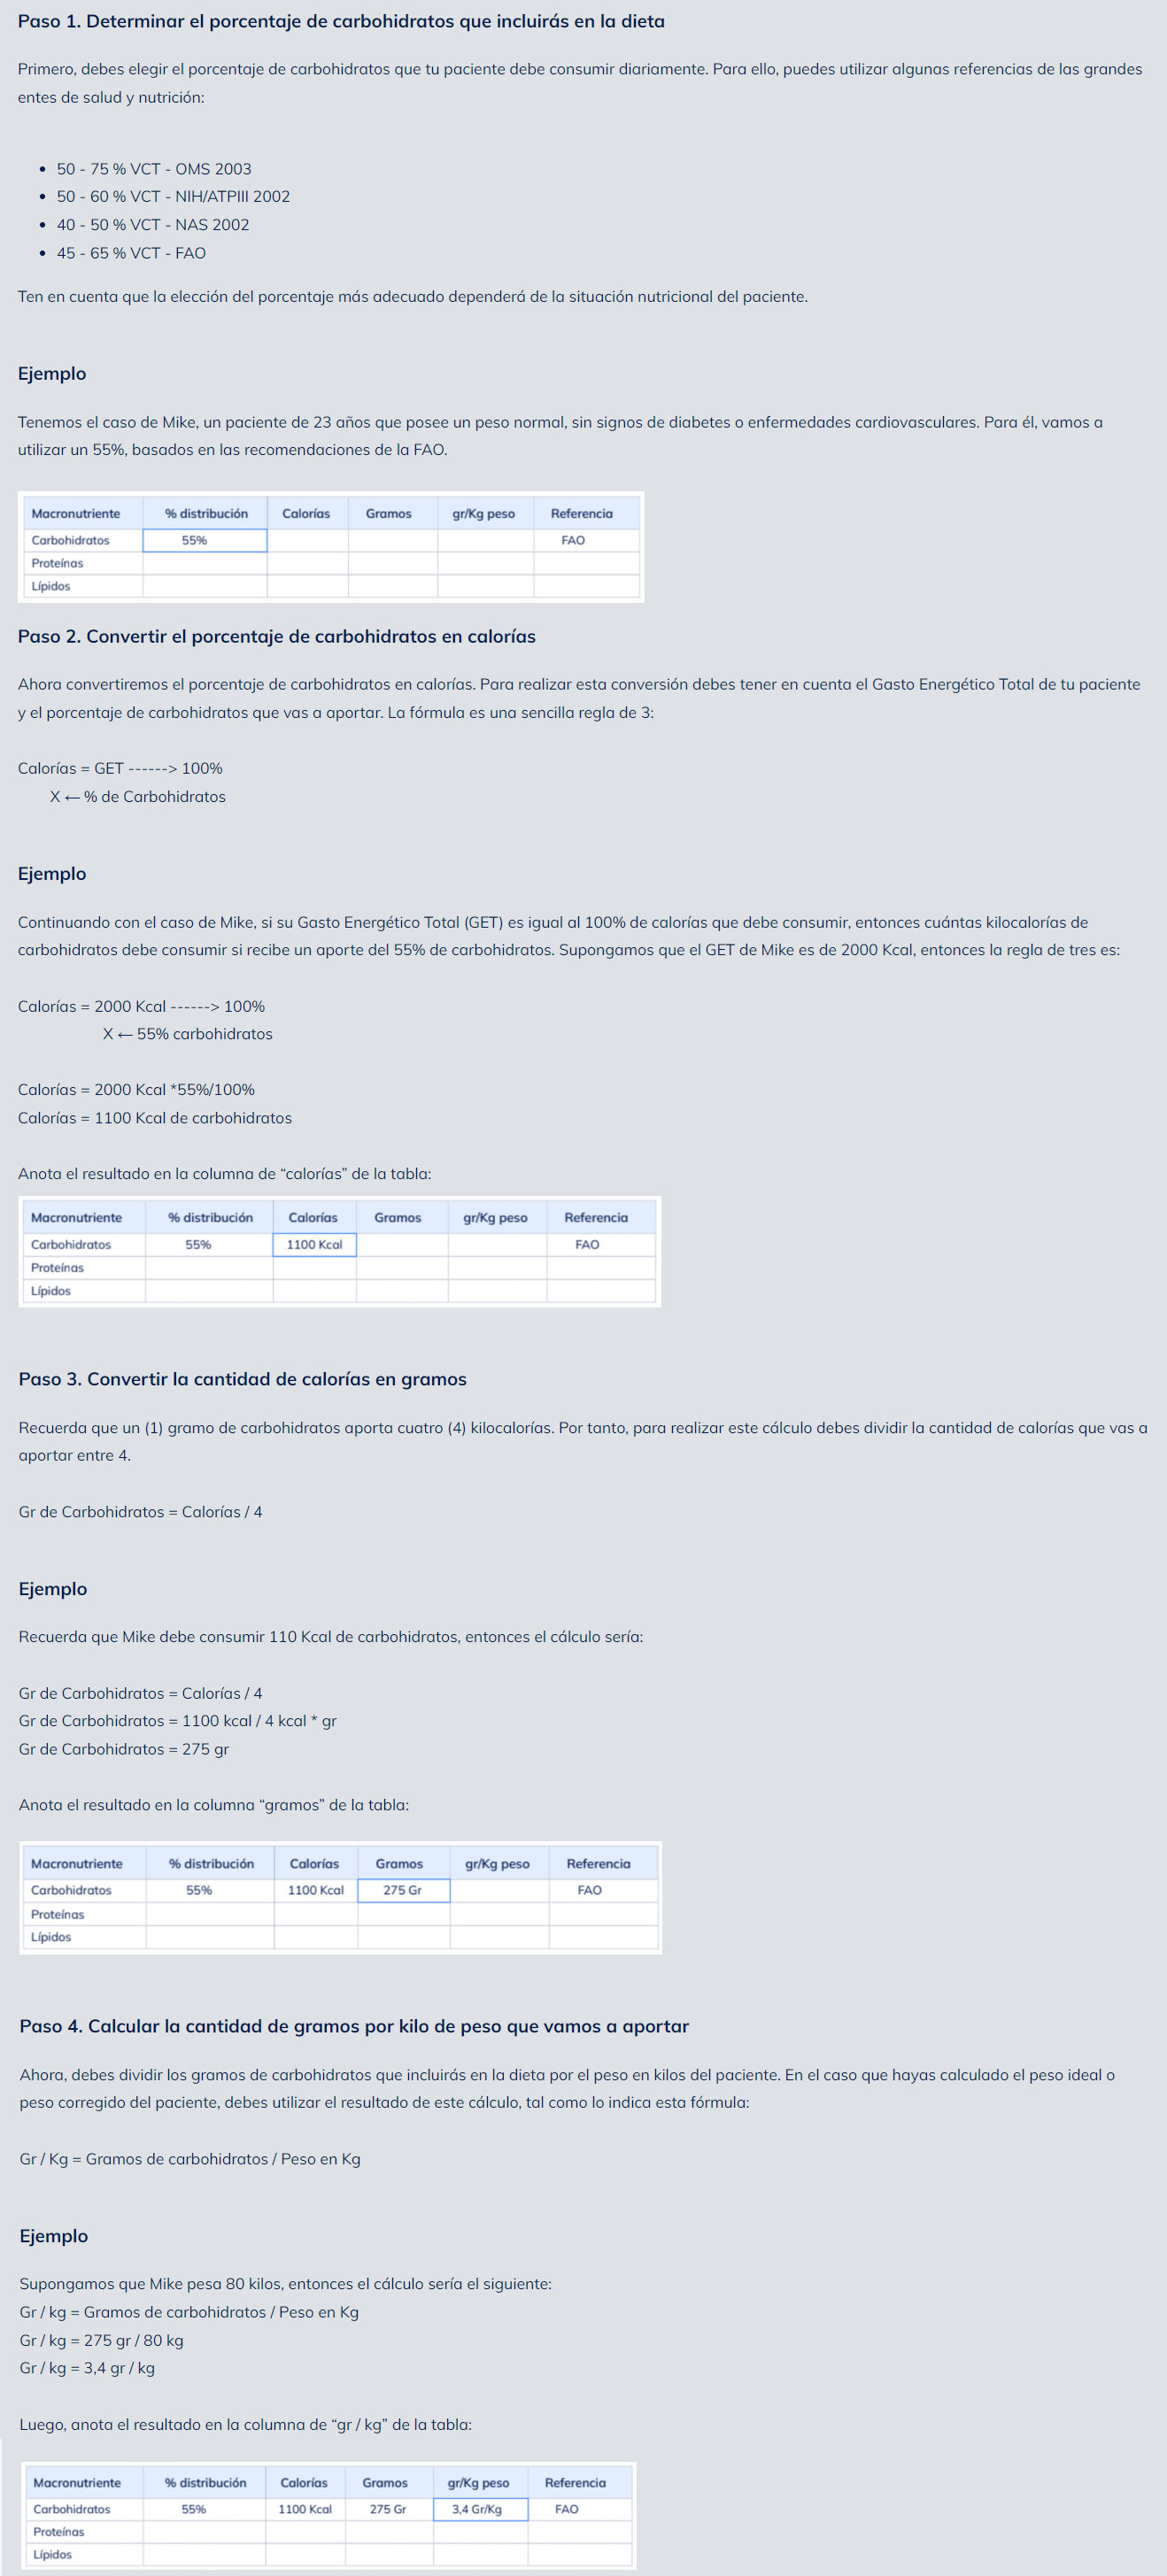 Paso 1. Determinar el porcentaje de carbohidratos que incluirás en la dieta
Primero, debes elegir el porcentaje de carbohidratos que tu paciente debe consumir diariamente. Para ello, puedes utilizar algunas referencias de las grandes
entes de salud y nutrición:
• 50 - 75 % VCT - OMS 2003
• 50 - 60 % VCT - NIH/ATPIII 2002
• 40 - 50 % VCT - NAS 2002
• 45 - 65 % VCT - FAO
Ten en cuenta que la elección del porcentaje más adecuado dependerá de la situación nutricional del paciente.
Ejemplo
Tenemos el caso de Mike, un paciente de 23 años que posee un peso normal, sin signos de diabetes o enfermedades cardiovasculares. Para él, vamos a
utilizar un 55%, basados en las recomendaciones de la FAO.
Macronutriente % distribución Calorías Gramos gr/Kg peso Referencia
Carbohidratos 55% FAO
Proteínas
Lípidos
Paso 2. Convertir el porcentaje de carbohidratos en calorías
Ahora convertiremos el porcentaje de carbohidratos en calorías. Para realizar esta conversión debes tener en cuenta el Gasto Energético Total de tu paciente
y el porcentaje de carbohidratos que vas a aportar. La fórmula es una sencilla regla de 3:
Calorías = GET ------> 100%
X ← % de Carbohidratos
Ejemplo
Continuando con el caso de Mike, si su Gasto Energético Total (GET) es igual al 100% de calorías que debe consumir, entonces cuántas kilocalorías de
carbohidratos debe consumir si recibe un aporte del 55% de carbohidratos. Supongamos que el GET de Mike es de 2000 Kcal, entonces la regla de tres es:
Calorías = 2000 Kcal ------> 100%
X ← 55% carbohidratos
Calorías = 2000 Kcal *55%/100%
Calorías = 1100 Kcal de carbohidratos
Anota el resultado en la columna de “calorías” de la tabla:
Macronutriente % distribución Calorías Gramos gr/Kg peso Referencia
Carbohidratos 55% 1100 Kcal FAO
Proteínas
Lípidos
Paso 3. Convertir la cantidad de calorías en gramos
Recuerda que un (1) gramo de carbohidratos aporta cuatro (4) kilocalorías. Por tanto, para realizar este cálculo debes dividir la cantidad de calorías que vas a
aportar entre 4.
Gr de Carbohidratos = Calorías / 4
Ejemplo
Recuerda que Mike debe consumir 110 Kcal de carbohidratos, entonces el cálculo sería:
Gr de Carbohidratos = Calorías / 4
Gr de Carbohidratos = 1100 kcal / 4 kcal * gr
Gr de Carbohidratos = 275 gr
Anota el resultado en la columna “gramos” de la tabla:
Macronutriente % distribución Calorías Gramos gr/Kg peso Referencia
Carbohidratos 55% 1100 Kcal 275 Gr FAO
Proteínas
Lípidos
Paso 4. Calcular la cantidad de gramos por kilo de peso que vamos a aportar
Ahora, debes dividir los gramos de carbohidratos que incluirás en la dieta por el peso en kilos del paciente. En el caso que hayas calculado el peso ideal o
peso corregido del paciente, debes utilizar el resultado de este cálculo, tal como lo indica esta fórmula:
Gr / Kg = Gramos de carbohidratos / Peso en Kg
Ejemplo
Supongamos que Mike pesa 80 kilos, entonces el cálculo sería el siguiente:
Gr / kg = Gramos de carbohidratos / Peso en Kg
Gr / kg = 275 gr / 80 kg
Gr / kg = 3,4 gr / kg
Luego, anota el resultado en la columna de “gr / kg” de la tabla:
Macronutriente % distribución Calorías Gramos gr/Kg peso Referencia
Carbohidratos 55% 1100 Kcal 275 Gr 3,4 Gr/Kg FAO
Proteínas
Lípidos